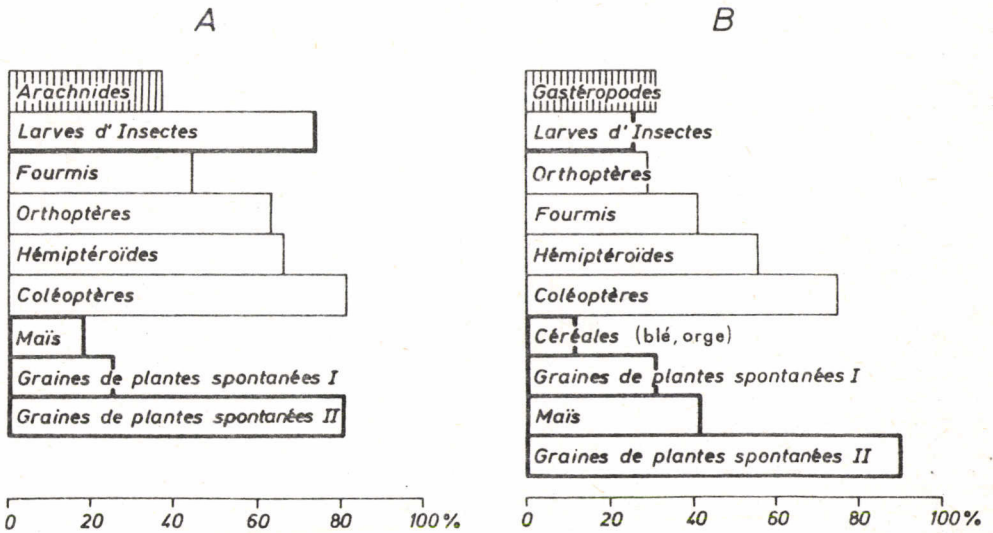 A
Arachnides
Larves d'Insectes
Fourmis
Orthoptères
Hémiptéroïdes
Coléoptères
Maïs
Graines de plantes spontanées I
Graines de plantes spontanées II
0 20 40 60 80 100%
B
Gastéropodes
Larves d'Insectes
Orthoptères
Fourmis
Hémiptéroïdes
Coléoptères
Céréales (blé, orge)
Graines de plantes spontanées I
Maïs
Graines de plantes spontanées II
0 20 40 60 80 100%